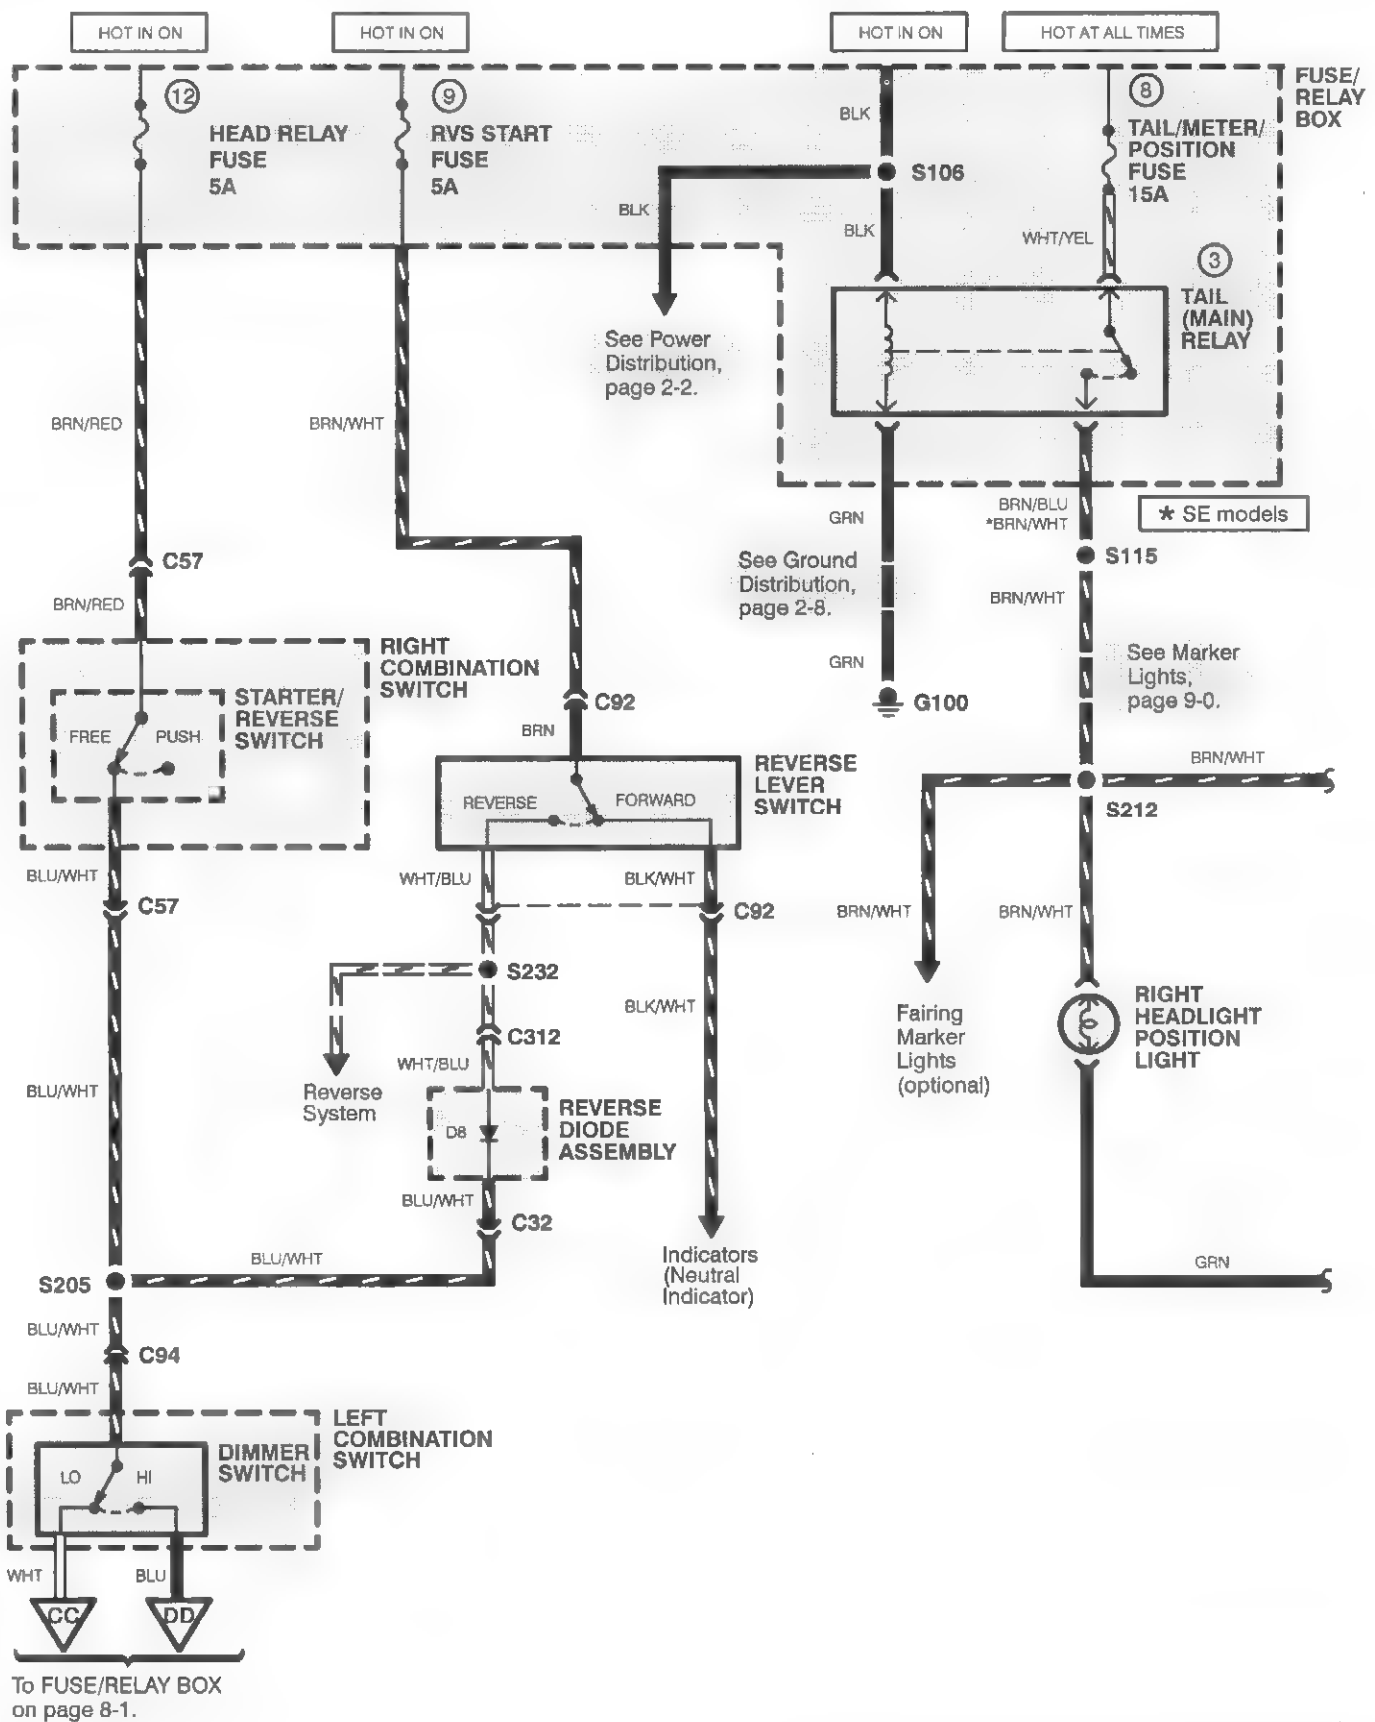 HOT IN ON
HOT IN ON
HOT IN ON
HOT AT ALL TIMES
FUSE/
RELAY
BOX
12
HEAD RELAY
FUSE
5A
9
RVS START
FUSE
5A
BLK
S106
BLK
BLK
8
TAIL/METER/
POSITION
FUSE
15A
WHT/YEL
3
TAIL
(MAIN)
RELAY
See Power
Distribution,
page 2-2.
BRN/RED
BRN/WHT
GRN
BRN/BLU
*BRN/WHT
* SE models
C57
S115
See Ground
Distribution,
page 2-8.
BRN/RED
BRN/WHT
RIGHT
COMBINATION
SWITCH
STARTER/
REVERSE
SWITCH
FREE
PUSH
GRN
See Marker
Lights,
page 9-0.
C92
G100
BRN
REVERSE
LEVER
SWITCH
REVERSE
FORWARD
BRN/WHT
S212
BLU/WHT
WHT/BLU
BLK/WHT
C57
C92
BRN/WHT
BRN/WHT
S232
BLK/WHT
C312
WHT/BLU
Reverse
System
Fairing
Marker
Lights
(optional)
RIGHT
HEADLIGHT
POSITION
LIGHT
BLU/WHT
D8
REVERSE
DIODE
ASSEMBLY
BLU/WHT
C32
BLU/WHT
Indicators
(Neutral
Indicator)
GRN
S205
BLU/WHT
C94
BLU/WHT
LEFT
COMBINATION
SWITCH
DIMMER
SWITCH
LO
HI
WHT
BLU
CC
DD
To FUSE/RELAY BOX
on page 8-1.